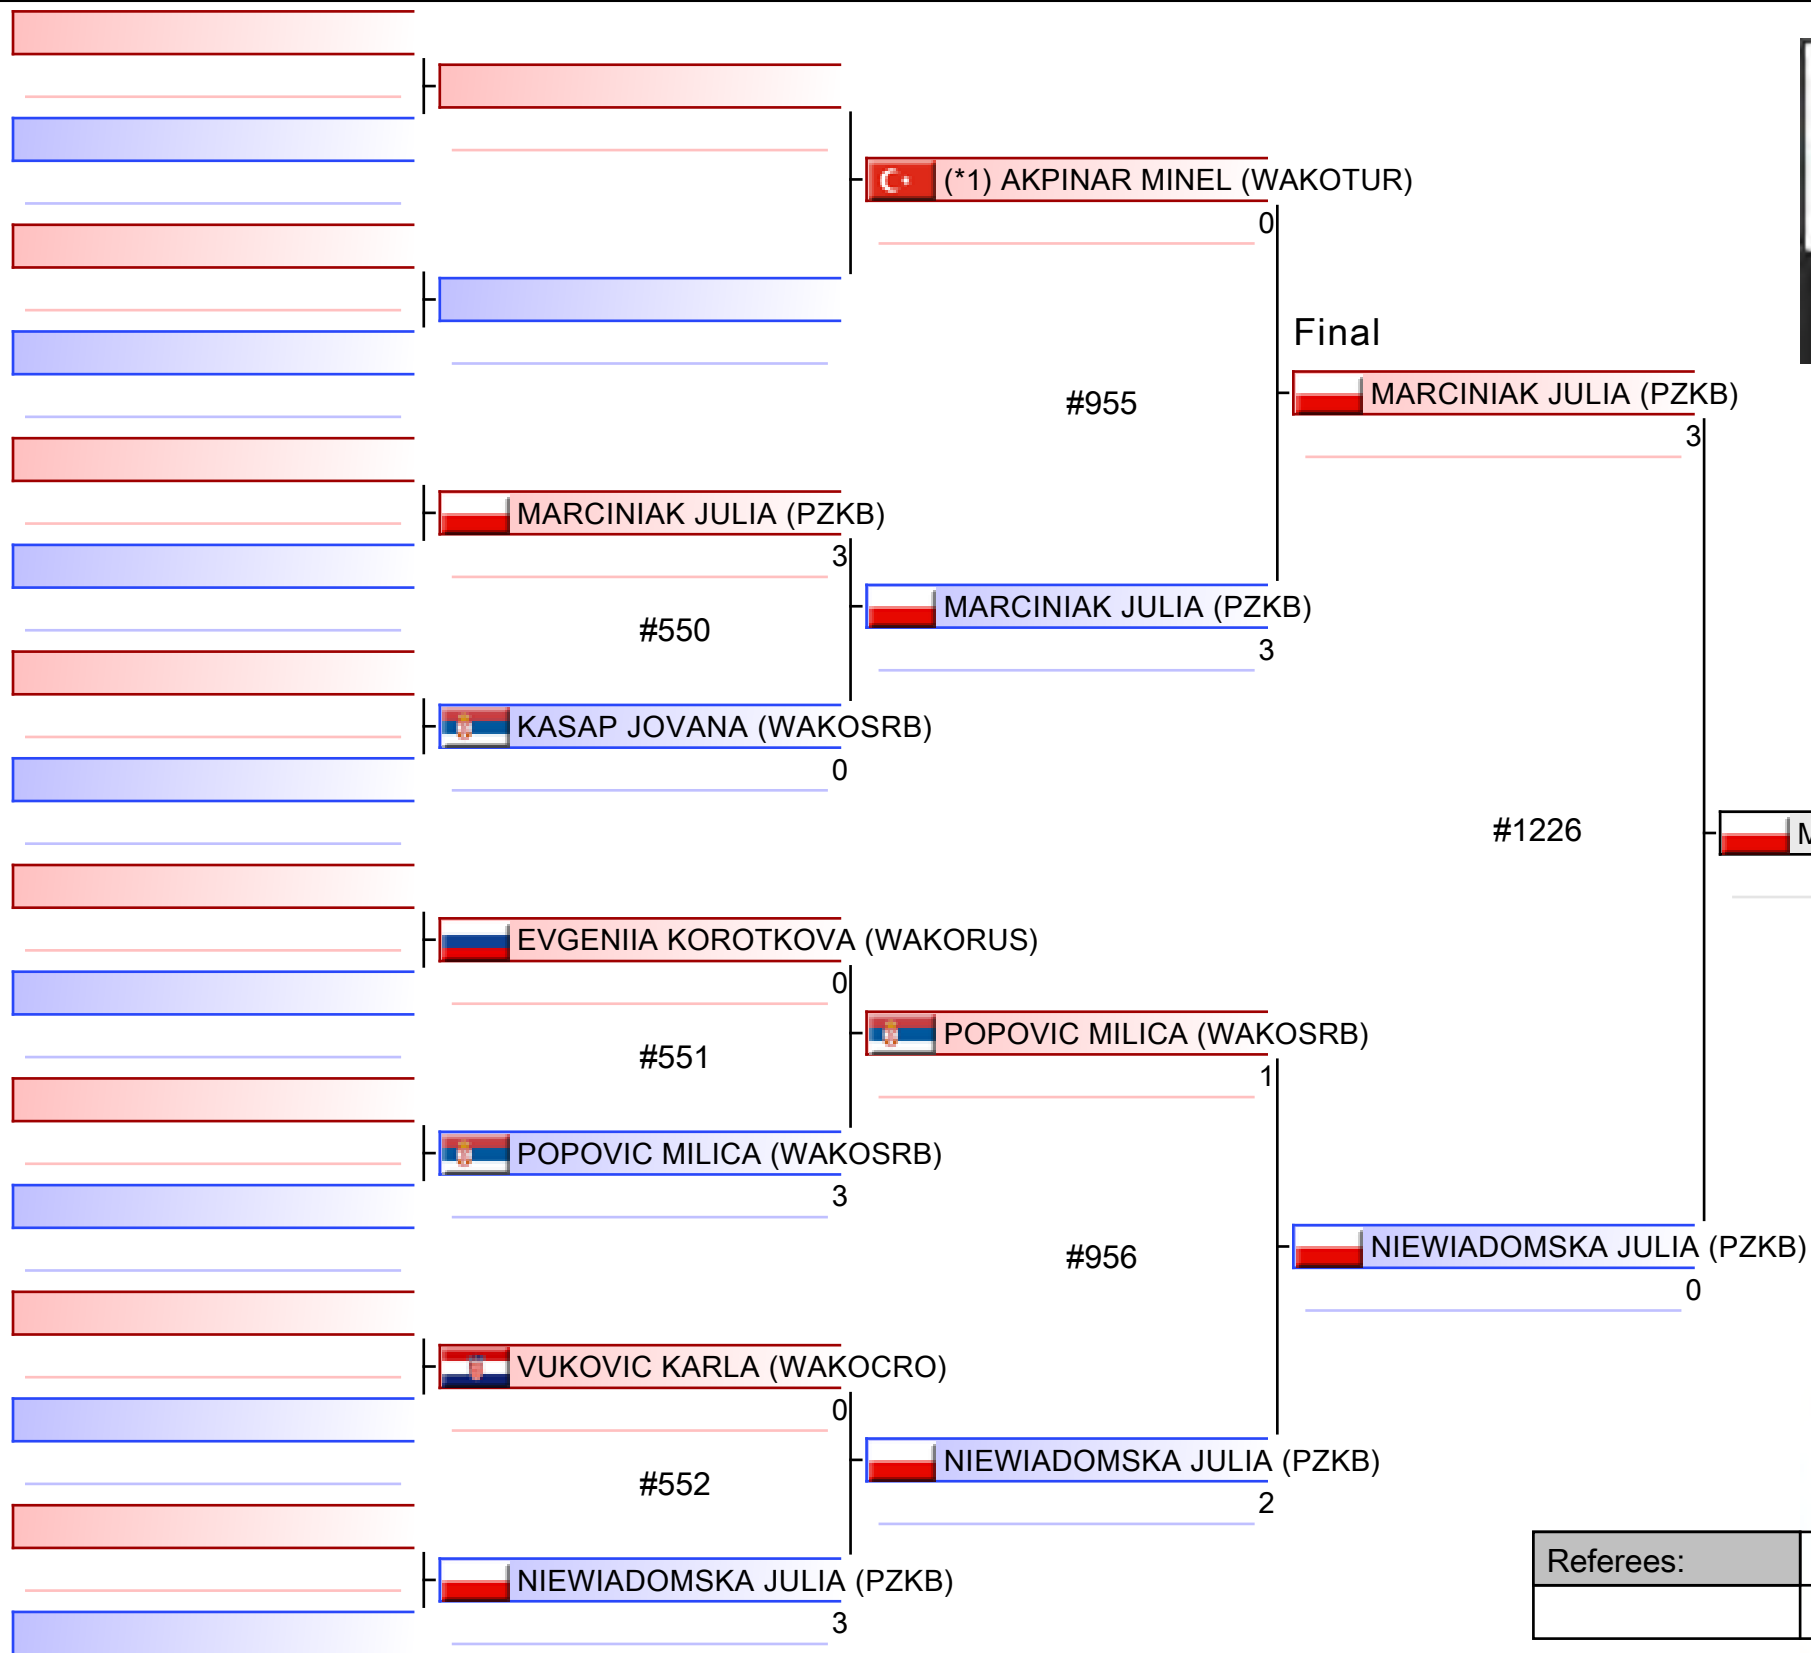 (*1) AKPINAR MINEL (WAKOTUR)
0
Final
#955
MARCINIAK JULIA (PZKB)
3
MARCINIAK JULIA (PZKB)
3
#550
MARCINIAK JULIA (PZKB)
3
KASAP JOVANA (WAKOSRB)
0
#1226
M
EVGENIIA KOROTKOVA (WAKORUS)
0
#551
POPOVIC MILICA (WAKOSRB)
1
POPOVIC MILICA (WAKOSRB)
3
#956
NIEWIADOMSKA JULIA (PZKB)
0
VUKOVIC KARLA (WAKOCRO)
0
#552
NIEWIADOMSKA JULIA (PZKB)
2
NIEWIADOMSKA JULIA (PZKB)
3
Referees: